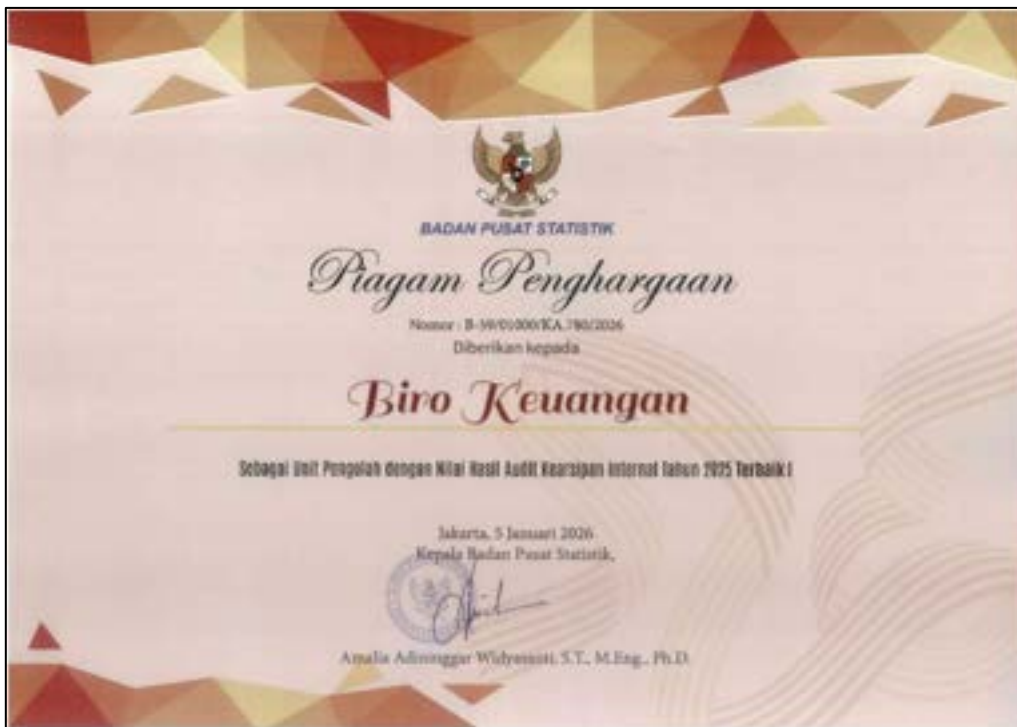 BADAN PUSAT STATISTIK
Piagam Penghargaan
Nomor : B-59/01000/KA.780/2026
Diberikan kepada
Biro Keuangan
Sebagai Unit Pengolah dengan Nilai Hasil Audit Kearsipan Internal Tahun 2025 Terbaik I
Jakarta, 5 Januari 2026
Kepala Badan Pusat Statistik,
Amalia Adininggar Widyasanti, S.T., M.Eng., Ph.D.